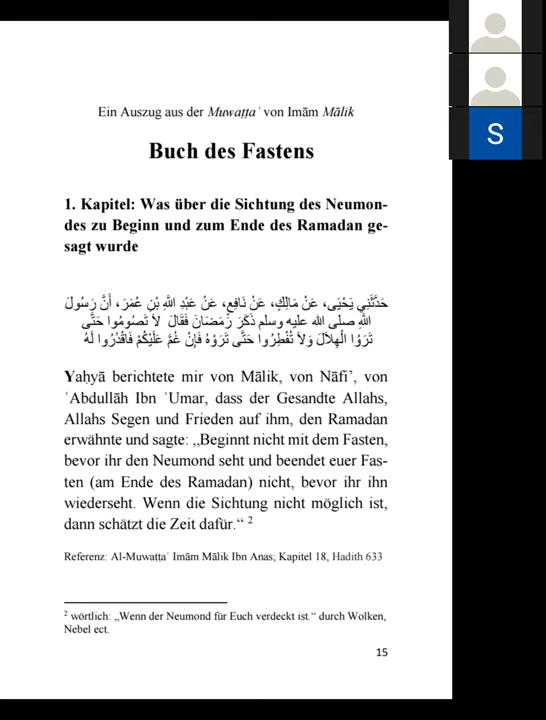 Ein Auszug aus der Muwaṭṭaʾ von Imām Mālik
Buch des Fastens
1. Kapitel: Was über die Sichtung des Neumon-
des zu Beginn und zum Ende des Ramadan ge-
sagt wurde
حَدَّثَنِي يَحْيَى، عَنْ مَالِكٍ، عَنْ نَافِعٍ، عَنْ عَبْدِ اللَّهِ بْنِ عُمَرَ، أَنَّ رَسُولَ
اللَّهِ صلى الله عليه وسلم ذَكَرَ رَمَضَانَ فَقَالَ لاَ تَصُومُوا حَتَّى
تَرَوُا الْهِلاَلَ وَلاَ تُفْطِرُوا حَتَّى تَرَوْهُ فَإِنْ غُمَّ عَلَيْكُمْ فَاقْدُرُوا لَهُ
Yaḥyā berichtete mir von Mālik, von Nāfiʾ, von
ʿAbdullāh Ibn ʿUmar, dass der Gesandte Allahs,
Allahs Segen und Frieden auf ihm, den Ramadan
erwähnte und sagte: „Beginnt nicht mit dem Fasten,
bevor ihr den Neumond seht und beendet euer Fas-
ten (am Ende des Ramadan) nicht, bevor ihr ihn
wiederseht. Wenn die Sichtung nicht möglich ist,
dann schätzt die Zeit dafür.“ 2
Referenz: Al-Muwaṭṭaʾ Imām Mālik Ibn Anas; Kapitel 18, Hadith 633
2 wörtlich: „Wenn der Neumond für Euch verdeckt ist.“ durch Wolken,
Nebel ect.
15
S